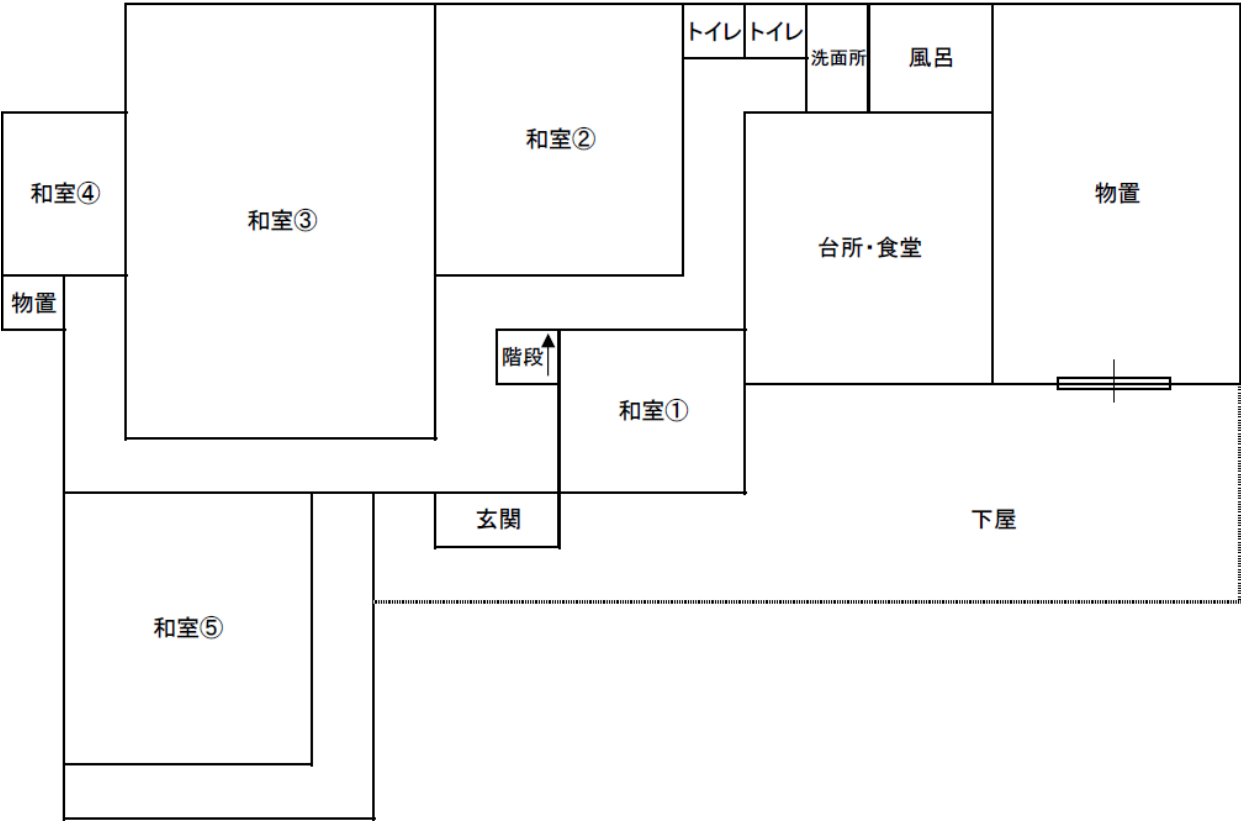 トイレ
トイレ
洗面所
風呂
和室②
和室④
和室③
物置
台所・食堂
物置
階段
和室①
玄関
下屋
和室⑤